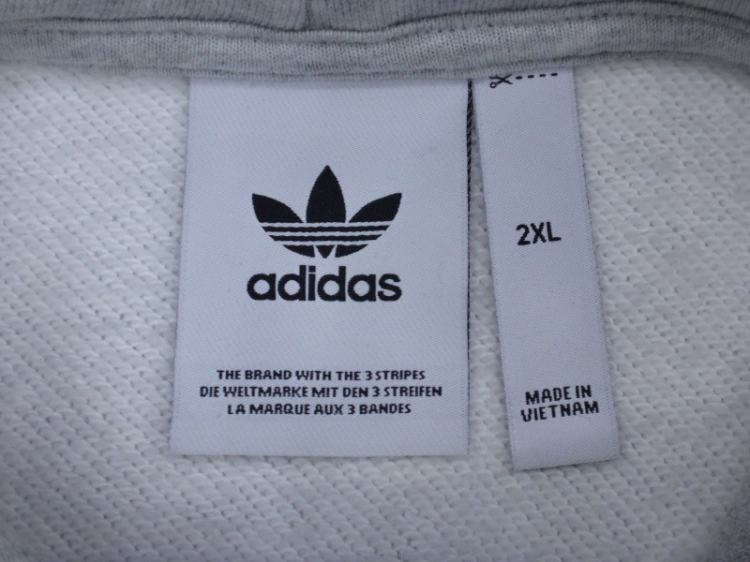 adidas
THE BRAND WITH THE 3 STRIPES
DIE WELTMARKE MIT DEN 3 STREIFEN
LA MARQUE AUX 3 BANDES
2XL
MADE IN
VIETNAM